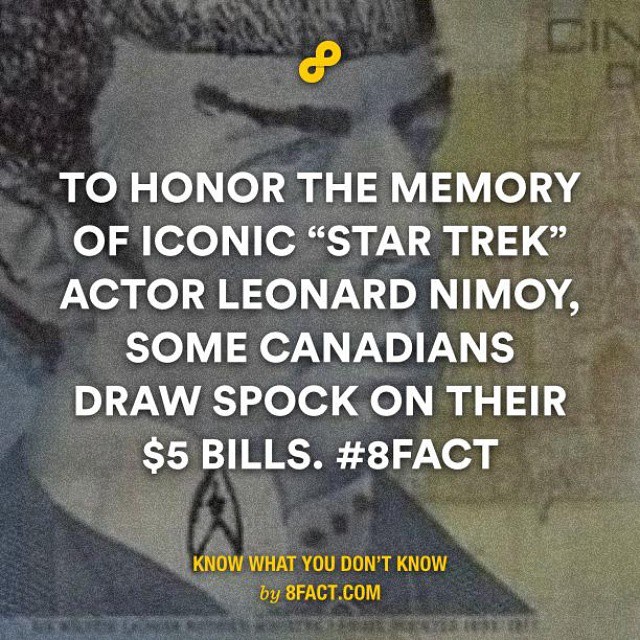 TO HONOR THE MEMORY
OF ICONIC “STAR TREK”
ACTOR LEONARD NIMOY,
SOME CANADIANS
DRAW SPOCK ON THEIR
$5 BILLS. #8FACT
KNOW WHAT YOU DON’T KNOW
by 8FACT.COM